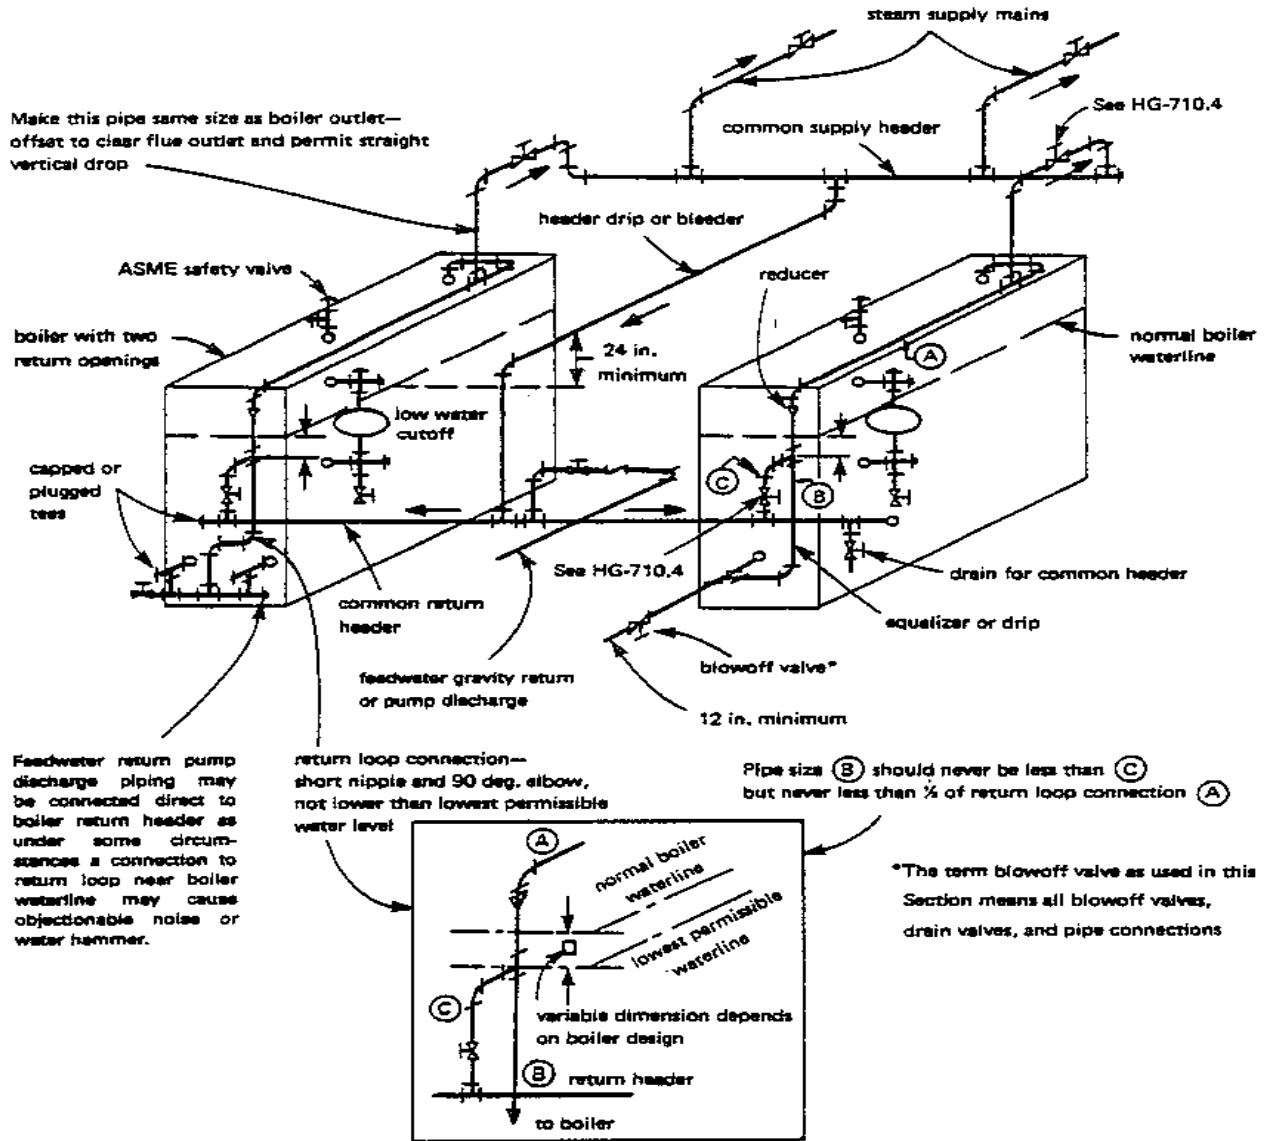 steam supply mains
Make this pipe same size as boiler outlet—
offset to clear flue outlet and permit straight
vertical drop
See HG-710.4
common supply header
header drip or bleeder
ASME safety valve
reducer
boiler with two
return openings
24 in.
minimum
A
normal boiler
waterline
low water
cutoff
capped or
plugged
tees
C
B
See HG-710.4
drain for common header
common return
header
equalizer or drip
feedwater gravity return
or pump discharge
blowoff valve*
12 in. minimum
Feedwater return pump
discharge piping may
be connected direct to
boiler return header as
under some circum-
stances a connection to
return loop near boiler
waterline may cause
objectionable noise or
water hammer.
return loop connection—
short nipple and 90 deg. elbow,
not lower than lowest permissible
water level
Pipe size B should never be less than C
but never less than ½ of return loop connection A
*The term blowoff valve as used in this
Section means all blowoff valves,
drain valves, and pipe connections
A
normal boiler
waterline
lowest permissible
waterline
C
variable dimension depends
on boiler design
B return header
to boiler